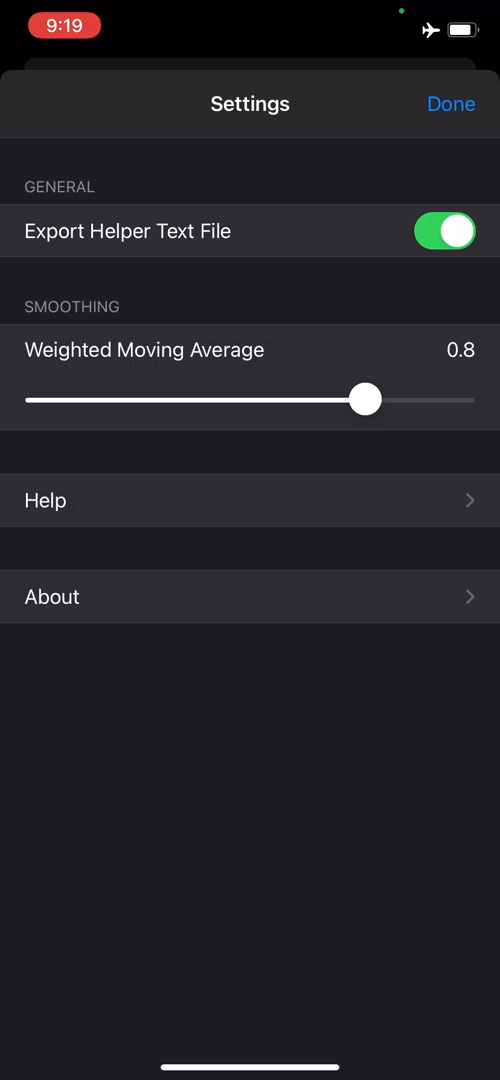 9:19
Settings
Done
GENERAL
Export Helper Text File
SMOOTHING
Weighted Moving Average
0.8
Help
About